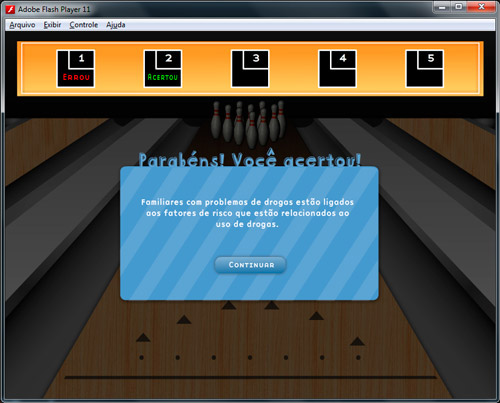 Adobe Flash Player 11
Arquivo Exibir Controle Ajuda
1 2 3 4 5
Errou Acertou
Parabéns! Você acertou!
Familiares com problemas de drogas estão ligados
aos fatores de risco que estão relacionados ao
uso de drogas.
Continuar